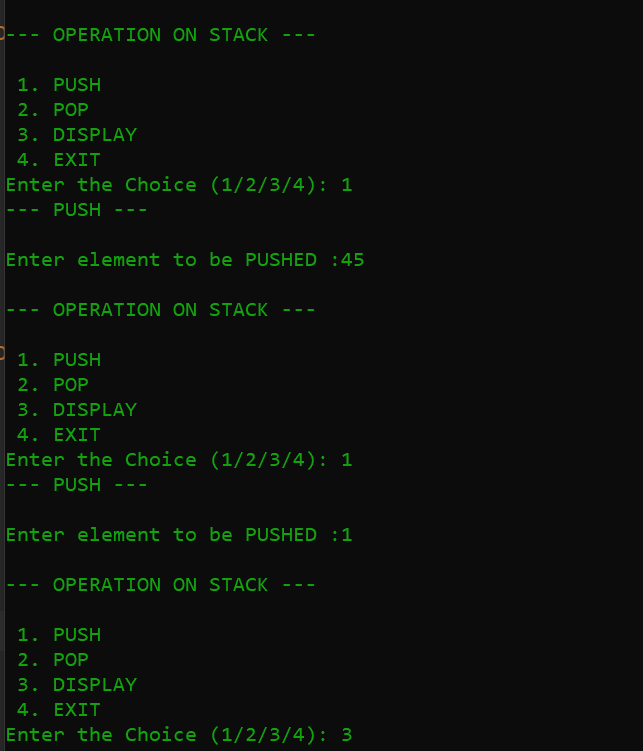 --- OPERATION ON STACK ---
1. PUSH
2. POP
3. DISPLAY
4. EXIT
Enter the Choice (1/2/3/4): 1
--- PUSH ---
Enter element to be PUSHED :45
--- OPERATION ON STACK ---
1. PUSH
2. POP
3. DISPLAY
4. EXIT
Enter the Choice (1/2/3/4): 1
--- PUSH ---
Enter element to be PUSHED :1
--- OPERATION ON STACK ---
1. PUSH
2. POP
3. DISPLAY
4. EXIT
Enter the Choice (1/2/3/4): 3